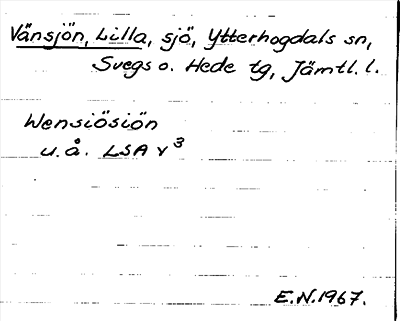 Vänsjön, Lilla, sjö, Ytterhogdals sn,
Svegs o. Hede tg, Jämtl. l.
Wensiösiön
u.å. LSA v³
E.N.1967.